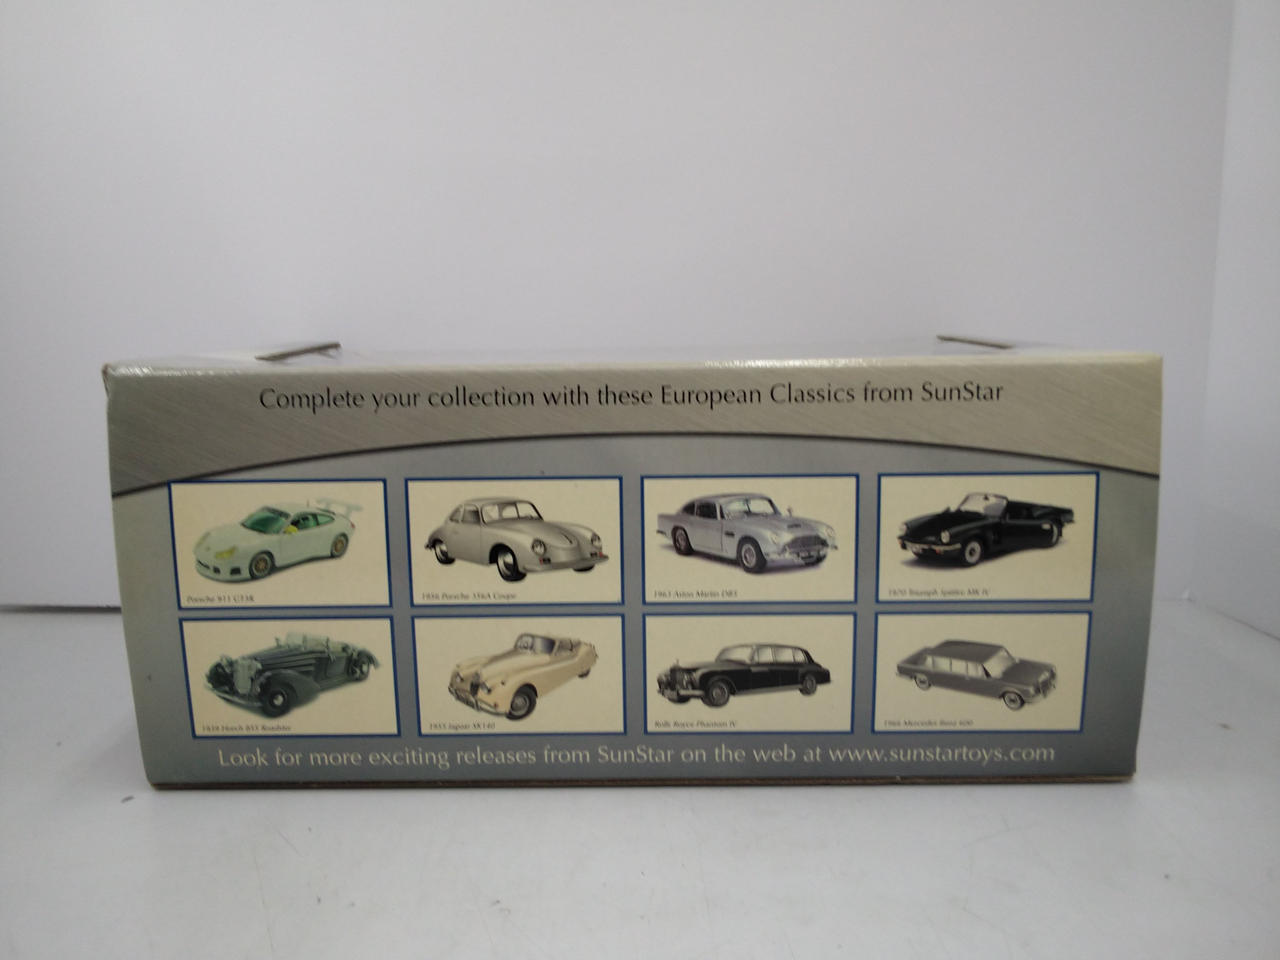 Complete your collection with these European Classics from SunStar
Porsche 911 GT3R
1956 Porsche 356A Coupe
1963 Aston Martin DB5
1970 Triumph Spitfire MK IV
1939 Horch 855 Roadster
1955 Jaguar XK140
Rolls Royce Phantom IV
1966 Mercedes Benz 600
Look for more exciting releases from SunStar on the web at www.sunstartoys.com